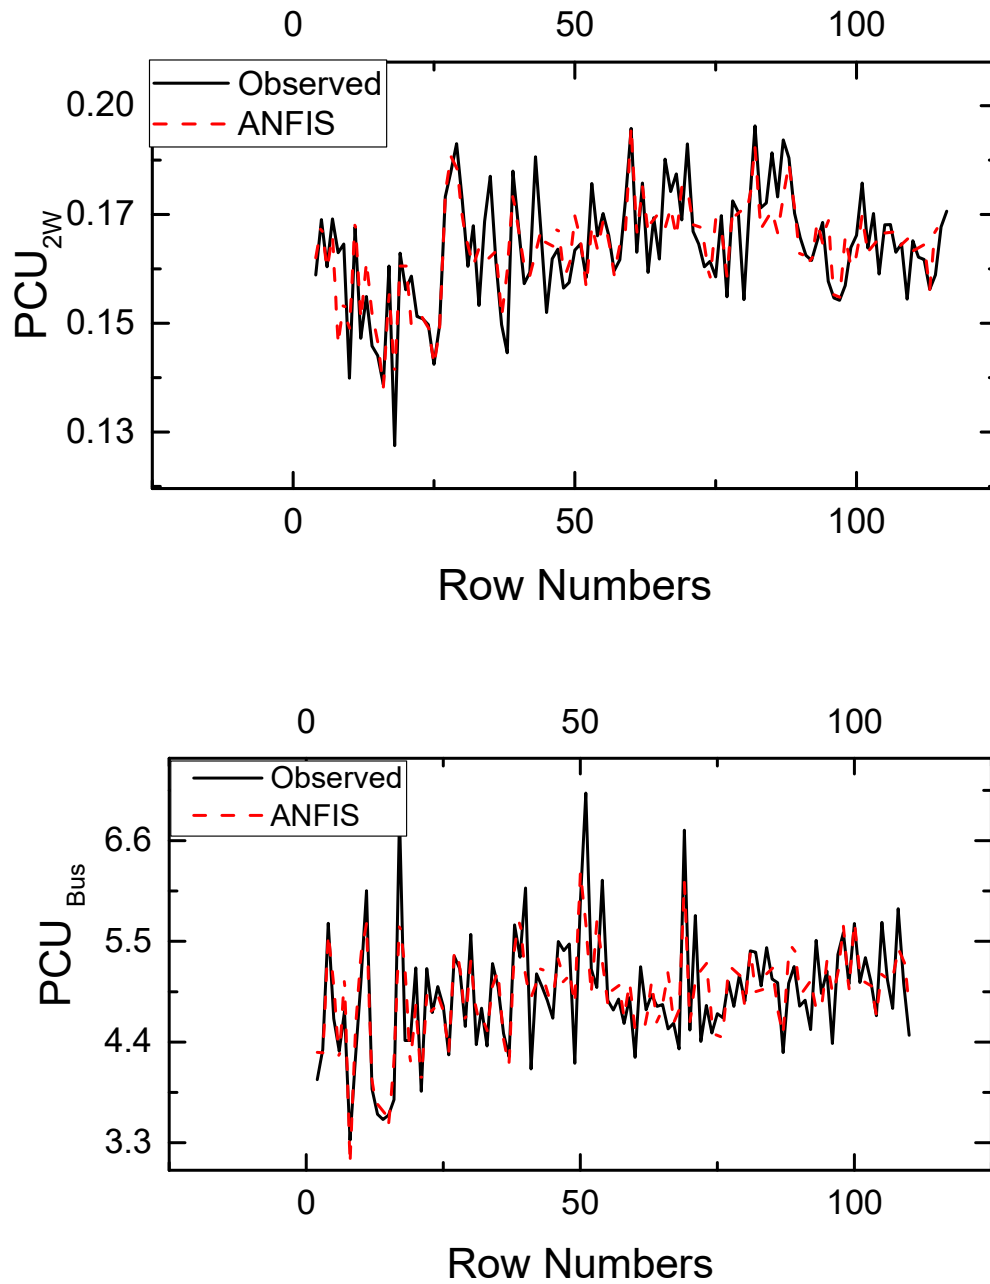 0 50 100
Observed
ANFIS
0.20
0.17
0.15
0.13
PCU2W
0 50 100
Row Numbers
0 50 100
Observed
ANFIS
6.6
5.5
4.4
3.3
PCU Bus
0 50 100
Row Numbers